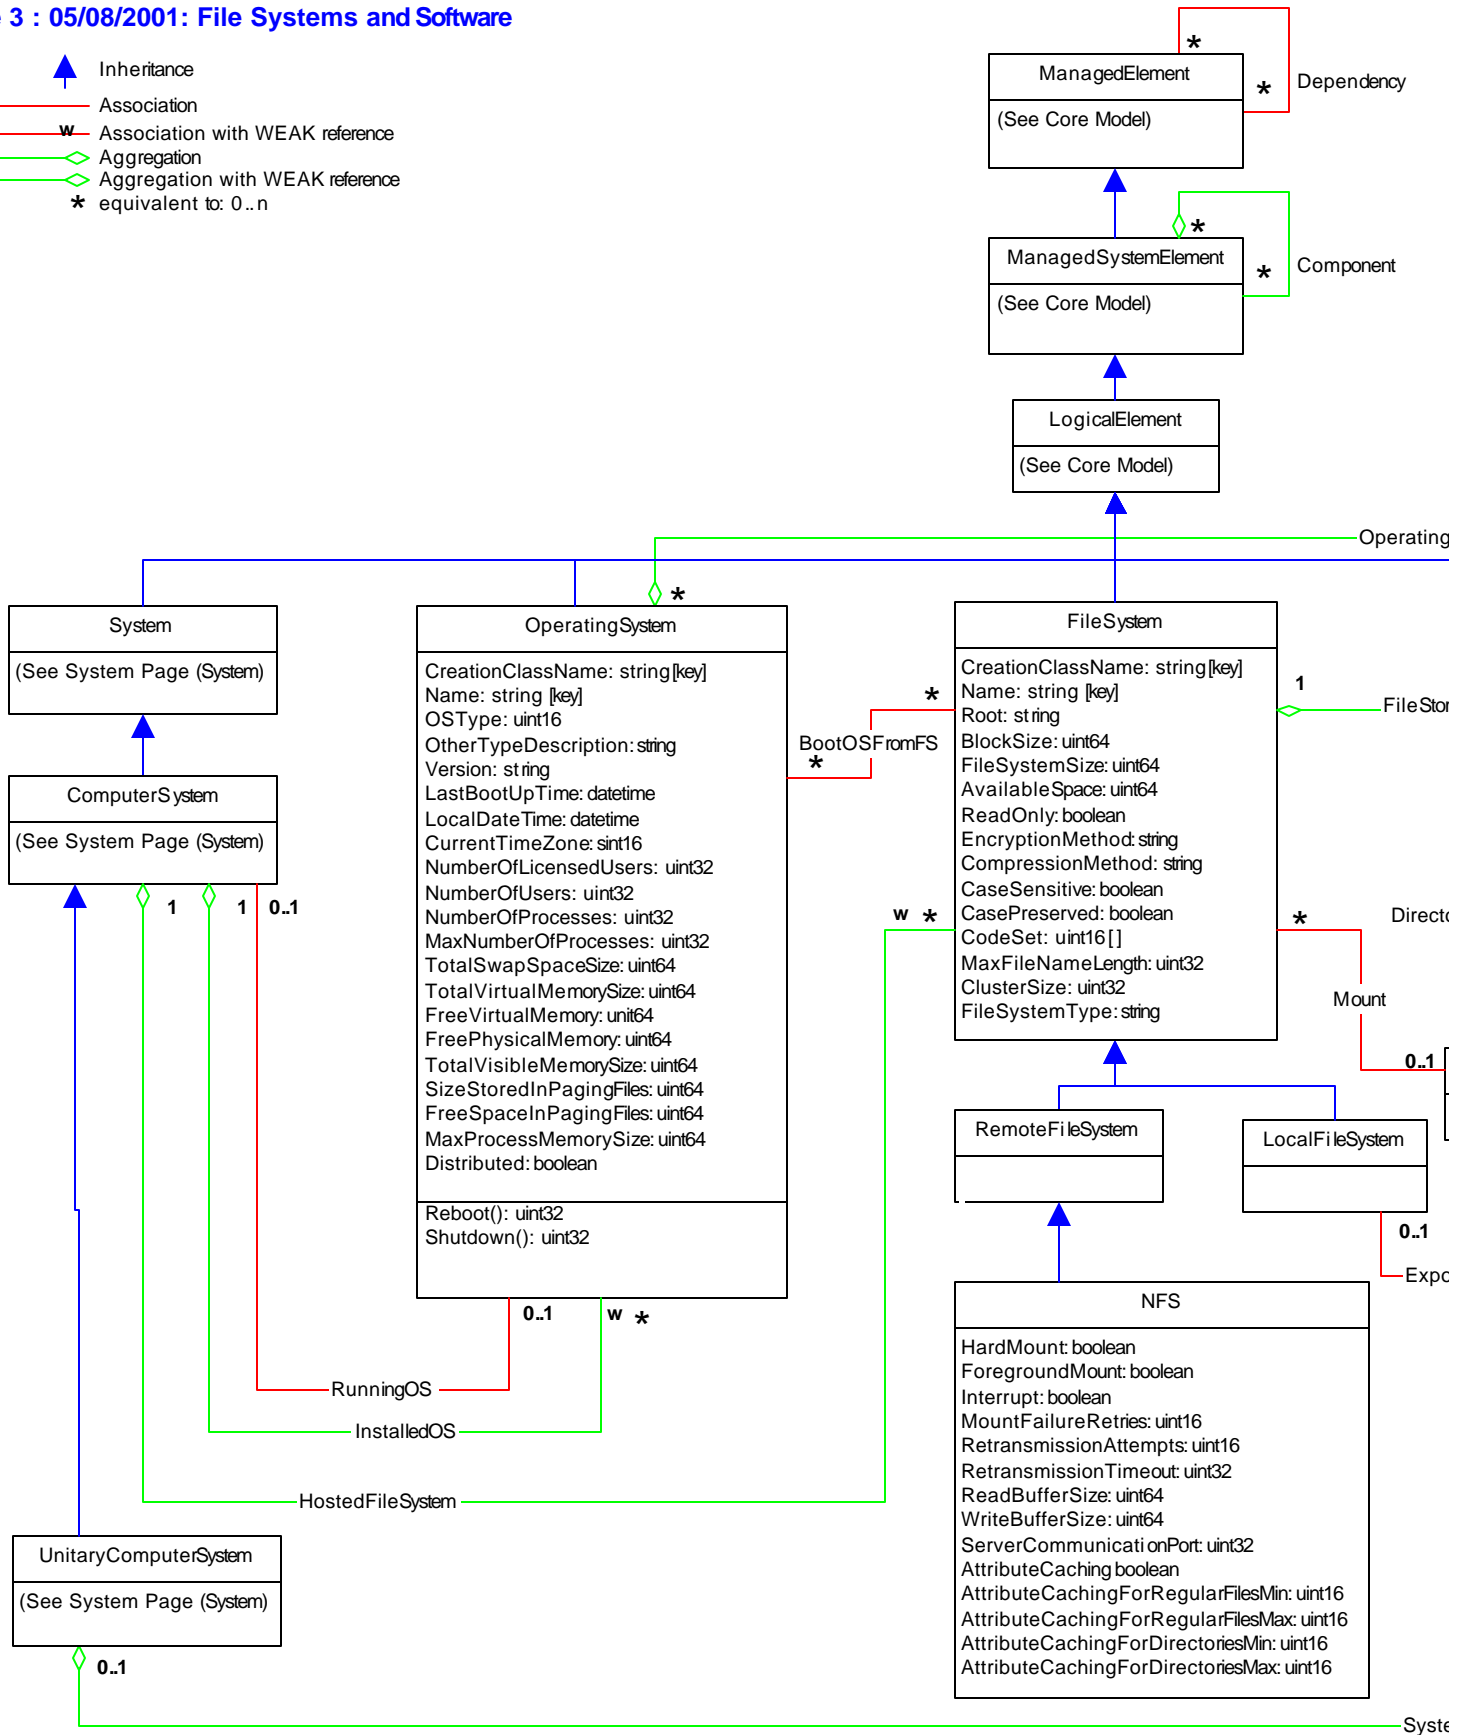 3 : 05/08/2001: File Systems and Software
Inheritance
Association
w Association with WEAK reference
Aggregation
Aggregation with WEAK reference
* equivalent to: 0..n
*
ManagedElement
* Dependency
(See Core Model)
*
ManagedSystemElement
* Component
(See Core Model)
LogicalElement
(See Core Model)
Operating
*
System
(See System Page (System)
ComputerSystem
(See System Page (System)
1
1
0..1
OperatingSystem
CreationClassName: string[key]
Name: string [key]
OSType: uint16
OtherTypeDescription: string
Version: string
LastBootUpTime: datetime
LocalDateTime: datetime
CurrentTimeZone: sint16
NumberOfLicensedUsers: uint32
NumberOfUsers: uint32
NumberOfProcesses: uint32
MaxNumberOfProcesses: uint32
TotalSwapSpaceSize: uint64
TotalVirtualMemorySize: uint64
FreeVirtualMemory: unit64
FreePhysicalMemory: uint64
TotalVisibleMemorySize: uint64
SizeStoredInPagingFiles: uint64
FreeSpaceInPagingFiles: uint64
MaxProcessMemorySize: uint64
Distributed: boolean
Reboot(): uint32
Shutdown(): uint32
0..1
w *
*
BootOSFromFS
*
w *
FileSystem
CreationClassName: string[key]
Name: string [key]
Root: string
BlockSize: uint64
FileSystemSize: uint64
AvailableSpace: uint64
ReadOnly: boolean
EncryptionMethod: string
CompressionMethod: string
CaseSensitive: boolean
CasePreserved: boolean
CodeSet: uint16[]
MaxFileNameLength: uint32
ClusterSize: uint32
FileSystemType: string
1
FileStor
*
Directo
Mount
0..1
RemoteFileSystem
LocalFileSystem
0..1
Expo
NFS
HardMount: boolean
ForegroundMount: boolean
Interrupt: boolean
MountFailureRetries: uint16
RetransmissionAttempts: uint16
RetransmissionTimeout: uint32
ReadBufferSize: uint64
WriteBufferSize: uint64
ServerCommunicationPort: uint32
AttributeCaching boolean
AttributeCachingForRegularFilesMin: uint16
AttributeCachingForRegularFilesMax: uint16
AttributeCachingForDirectoriesMin: uint16
AttributeCachingForDirectoriesMax: uint16
RunningOS
InstalledOS
HostedFileSystem
UnitaryComputerSystem
(See System Page (System)
0..1
Syste